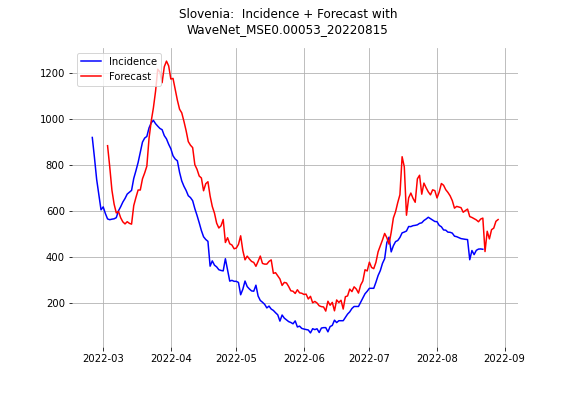 Slovenia:  Incidence + Forecast with
WaveNet_MSE0.00053_20220815
Incidence
Forecast
1200
1000
800
600
400
200
2022-03 2022-04 2022-05 2022-06 2022-07 2022-08 2022-09